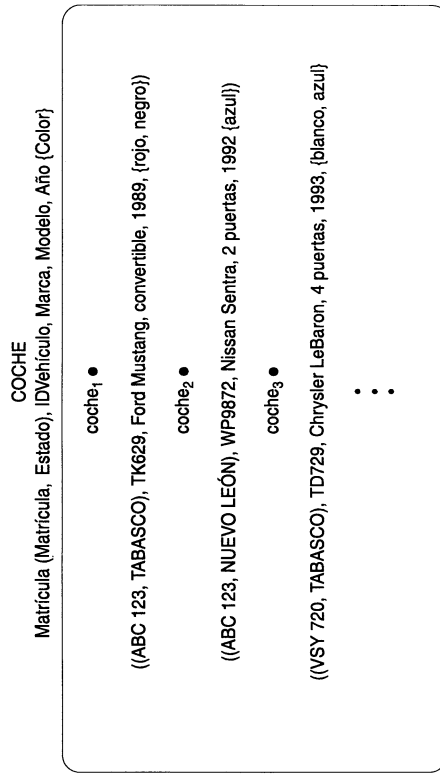 COCHE
Matrícula (Matrícula, Estado), IDVehículo, Marca, Modelo, Año {Color}
coche1 ●
((ABC 123, TABASCO), TK629, Ford Mustang, convertible, 1989, {rojo, negro})
coche2 ●
((ABC 123, NUEVO LEÓN), WP9872, Nissan Sentra, 2 puertas, 1992 {azul})
coche3 ●
((VSY 720, TABASCO), TD729, Chrysler LeBaron, 4 puertas, 1993, {blanco, azul}